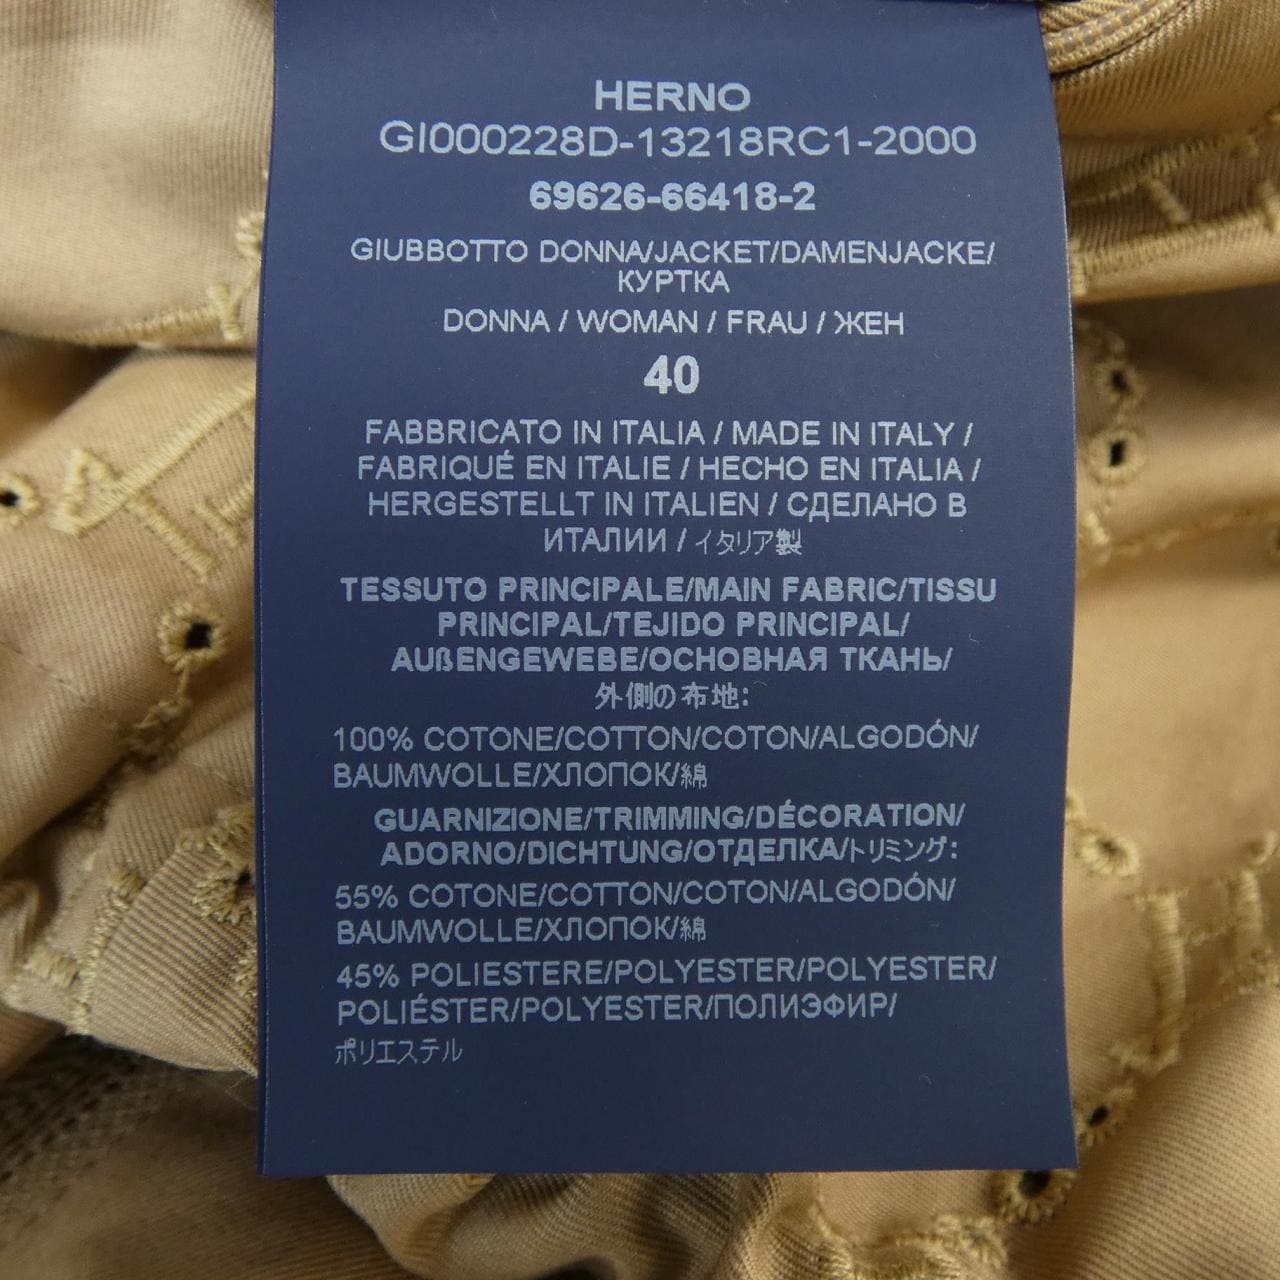 HERNO
GI000228D-13218RC1-2000
69626-66418-2
GIUBBOTTO DONNA/JACKET/DAMENJACKE/
КУРТКА
DONNA / WOMAN / FRAU / ЖЕН
40
FABBRICATO IN ITALIA / MADE IN ITALY /
FABRIQUÉ EN ITALIE / HECHO EN ITALIA /
HERGESTELLT IN ITALIEN / СДЕЛАНО В
ИТАЛИИ / イタリア製
TESSUTO PRINCIPALE/MAIN FABRIC/TISSU
PRINCIPAL/TEJIDO PRINCIPAL/
AUßENGEWEBE/ОСНОВНАЯ ТКАНЬ/
外側の布地:
100% COTONE/COTTON/COTON/ALGODÓN/
BAUMWOLLE/ХЛОПОК/綿
GUARNIZIONE/TRIMMING/DÉCORATION/
ADORNO/DICHTUNG/ОТДЕЛКА/トリミング:
55% COTONE/COTTON/COTON/ALGODÓN/
BAUMWOLLE/ХЛОПОК/綿
45% POLIESTERE/POLYESTER/POLYESTER/
POLIÉSTER/POLYESTER/ПОЛИЭФИР/
ポリエステル